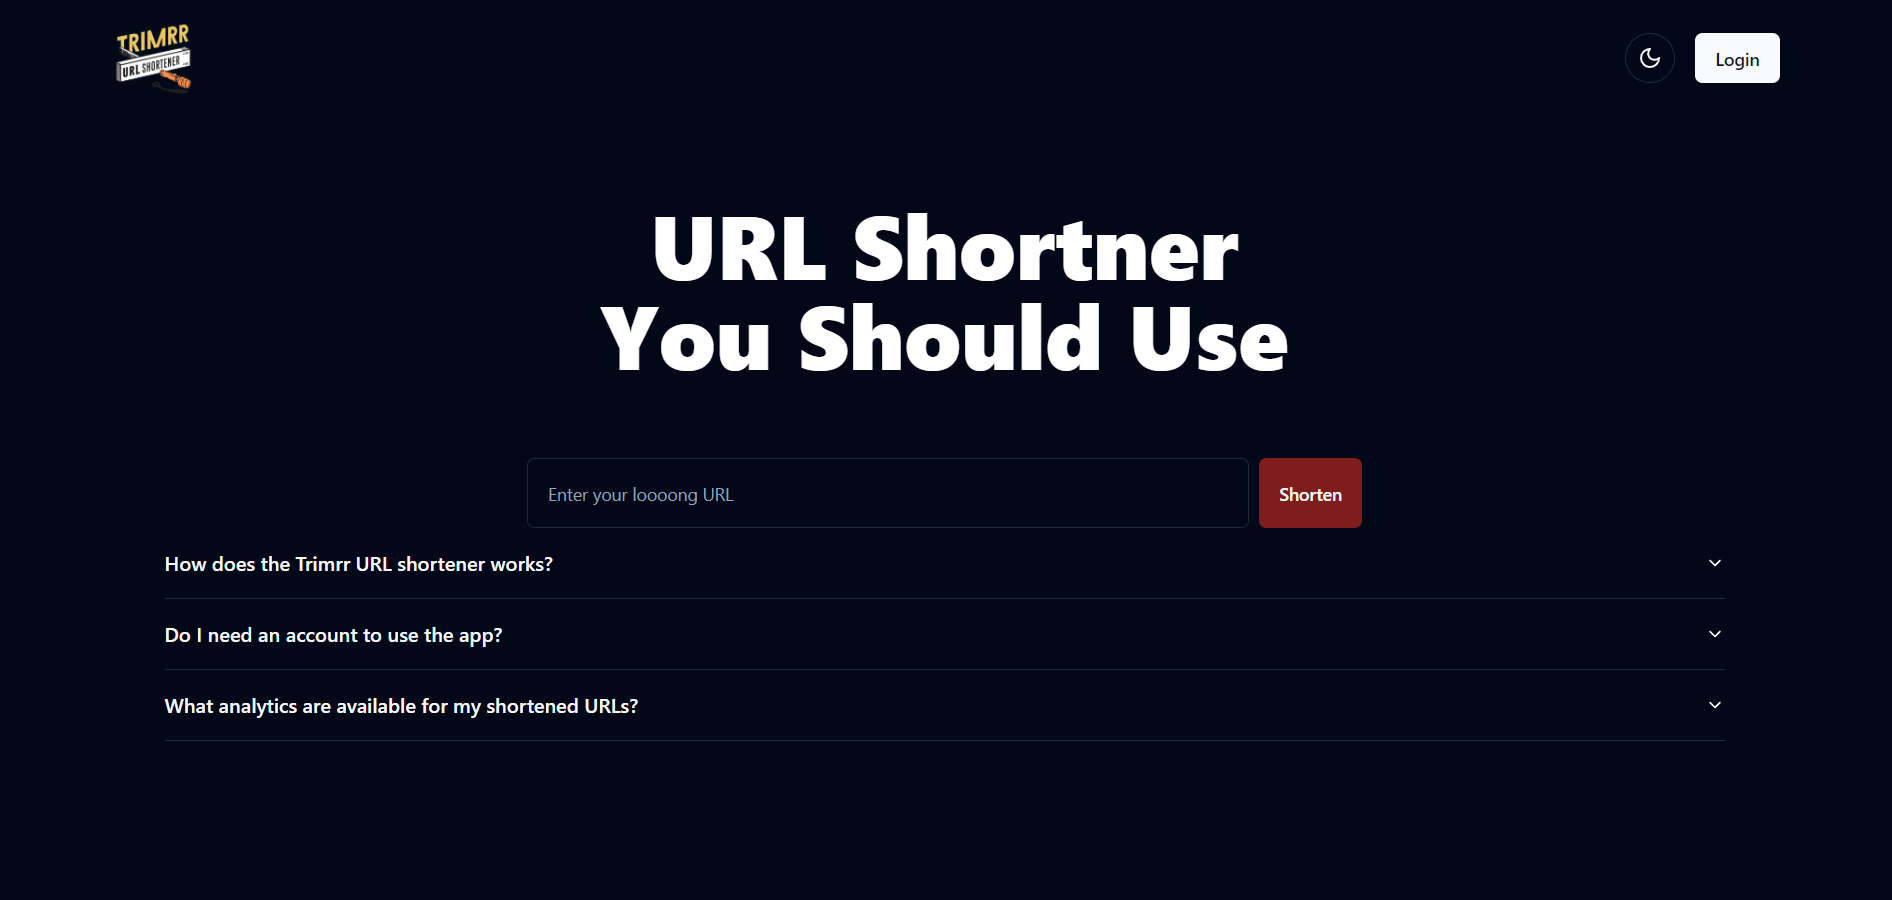 TRIMRR
URL SHORTENER
Login
URL Shortner
You Should Use
Enter your loooong URL
Shorten
How does the Trimrr URL shortener works?
Do I need an account to use the app?
What analytics are available for my shortened URLs?